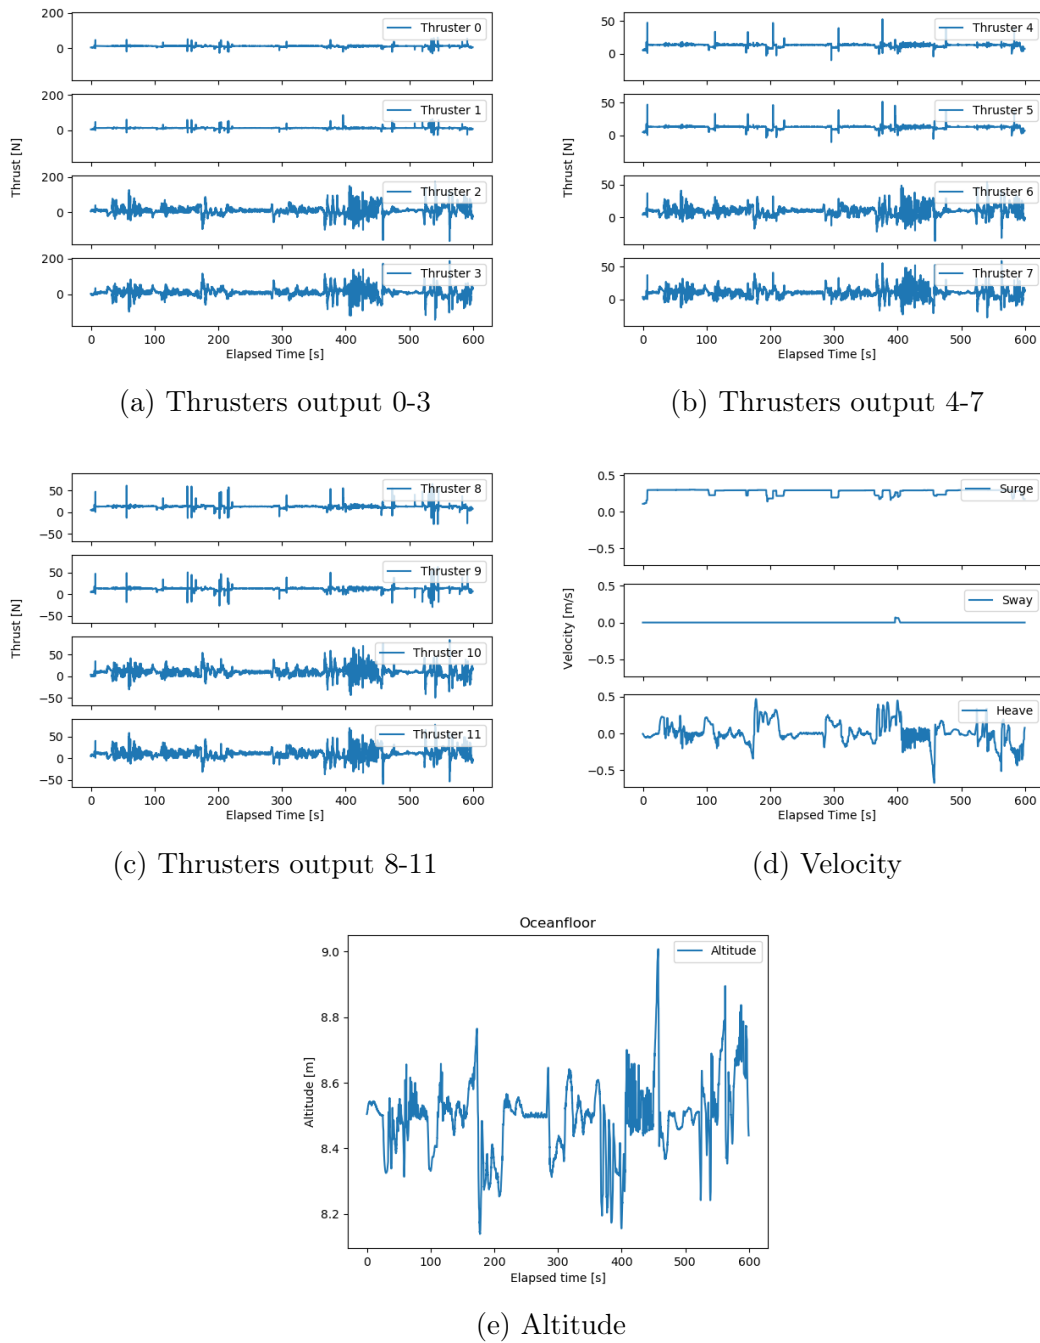 200
0
Thruster 0
200
0
Thruster 1
200
0
Thruster 2
200
0
Thruster 3
Thrust [N]
0 100 200 300 400 500 600
Elapsed Time [s]
(a) Thrusters output 0-3
50
0
Thruster 4
50
0
Thruster 5
50
0
Thruster 6
50
0
Thruster 7
Thrust [N]
0 100 200 300 400 500 600
Elapsed Time [s]
(b) Thrusters output 4-7
50
0
−50
Thruster 8
50
0
−50
Thruster 9
50
0
−50
Thruster 10
50
0
−50
Thruster 11
Thrust [N]
0 100 200 300 400 500 600
Elapsed Time [s]
(c) Thrusters output 8-11
0.5
0.0
−0.5
Surge
0.5
0.0
−0.5
Sway
0.5
0.0
−0.5
Heave
Velocity [m/s]
0 100 200 300 400 500 600
Elapsed Time [s]
(d) Velocity
Oceanfloor
9.0
8.8
8.6
8.4
8.2
Altitude
Altitude [m]
0 100 200 300 400 500 600
Elapsed time [s]
(e) Altitude